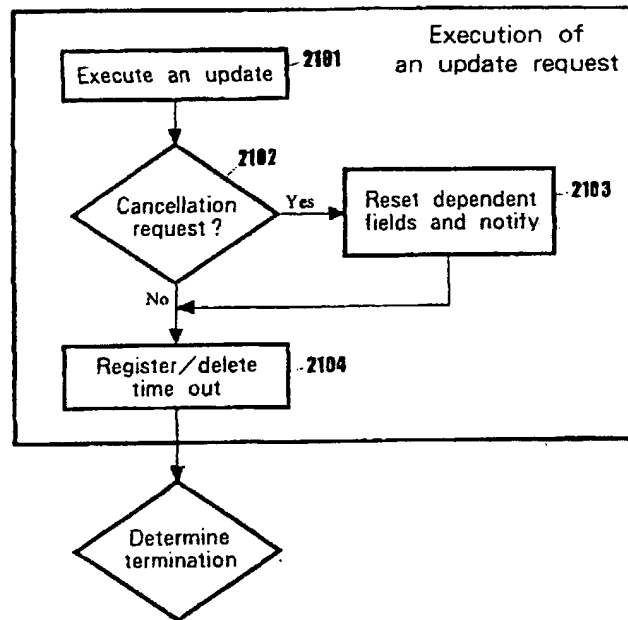 Execution of
an update request
Execute an update
2101
2102
Cancellation
request?
Yes
Reset dependent
fields and notify
2103
No
Register/delete
time out
2104
Determine
termination